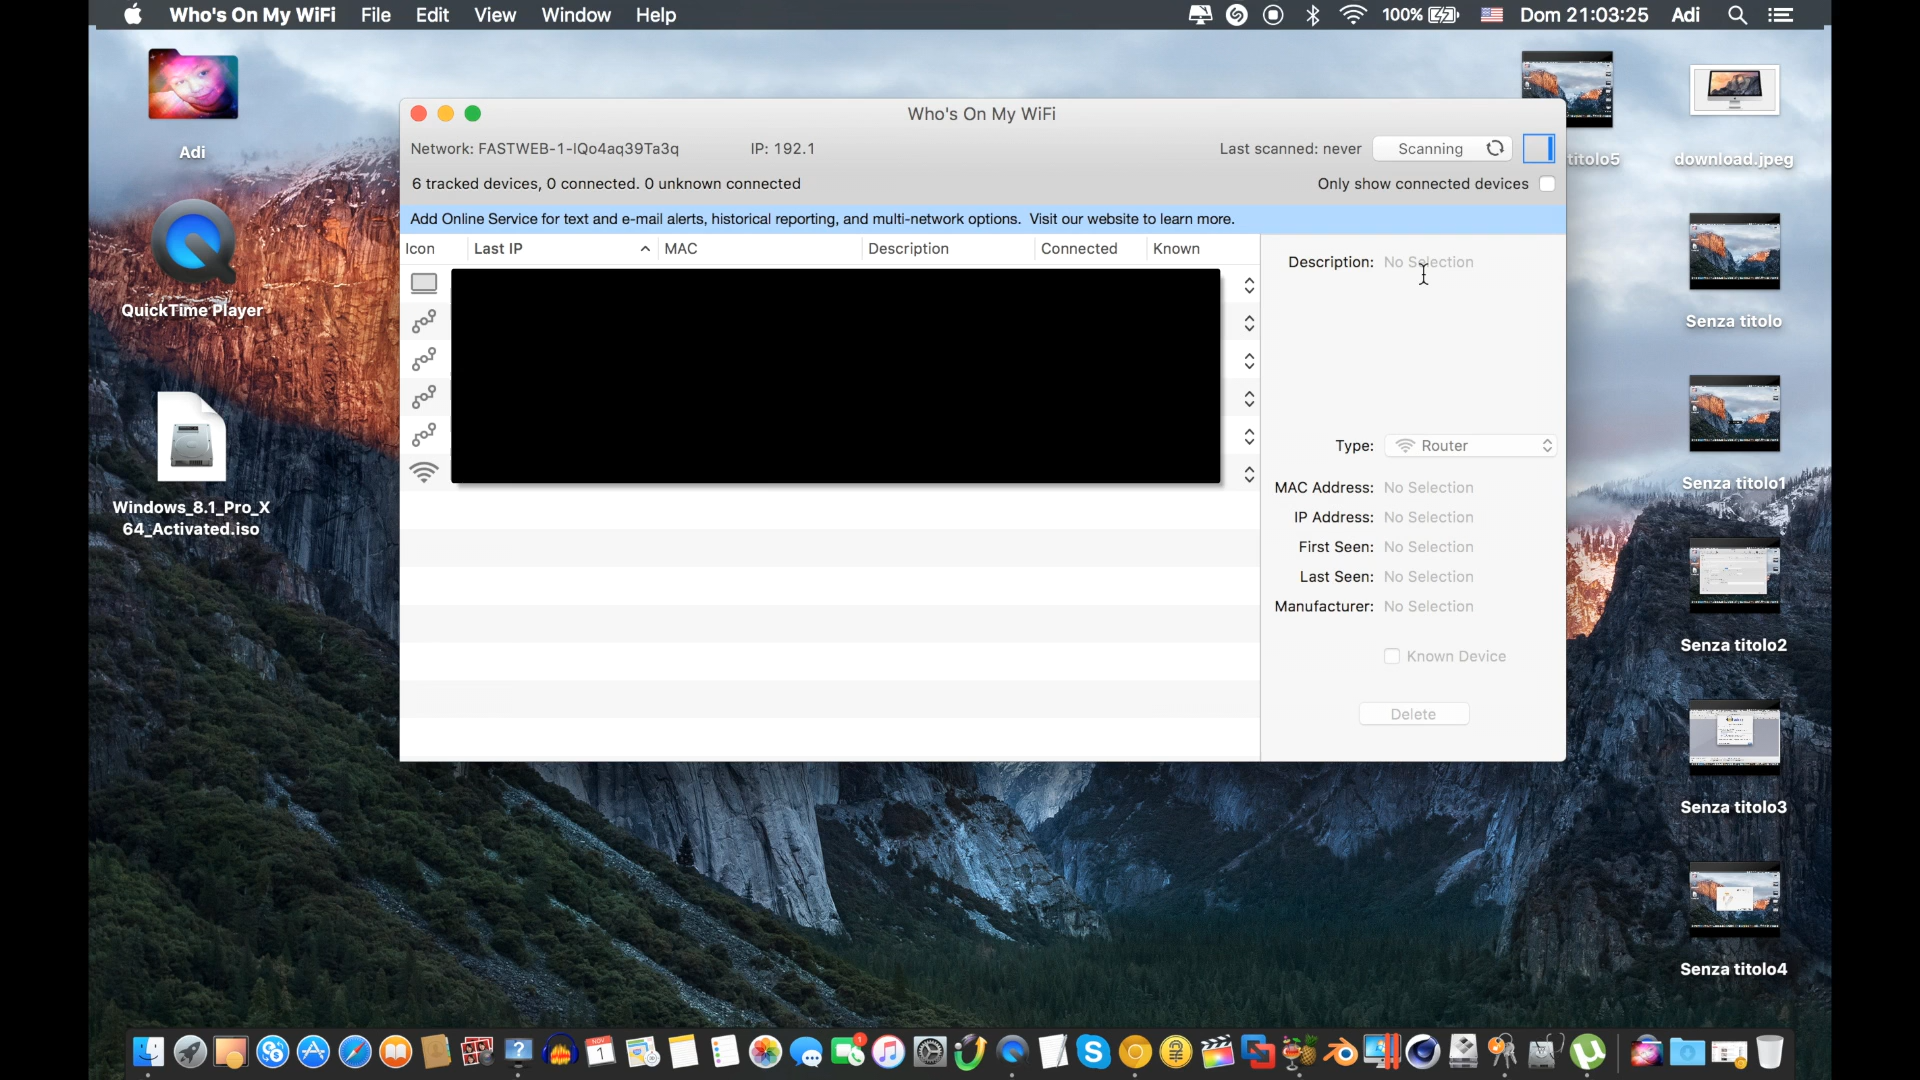 Who's On My WiFi File Edit View Window Help 100% Dom 21:03:25 Adi
Who's On My WiFi
Network: FASTWEB-1-IQo4aq39Ta3q IP: 192.1 Last scanned: never Scanning
6 tracked devices, 0 connected. 0 unknown connected Only show connected devices
Add Online Service for text and e-mail alerts, historical reporting, and multi-network options. Visit our website to learn more.
Icon Last IP MAC Description Connected Known
Description: No Selection
Type: Router
MAC Address: No Selection
IP Address: No Selection
First Seen: No Selection
Last Seen: No Selection
Manufacturer: No Selection
Known Device
Delete
Adi
QuickTime Player
Windows_8.1_Pro_X
64_Activated.iso
titolo5
download.jpeg
Senza titolo
Senza titolo1
Senza titolo2
Senza titolo3
Senza titolo4
NOV
1
1